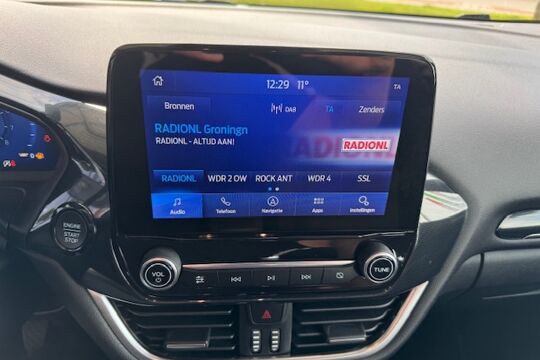 12:29 11° TA
Bronnen DAB TA Zenders
RADIONL Groningn
RADIONL - ALTIJD AAN!
RADIONL
RADIONL
RADIONL WDR 2 OW ROCK ANT WDR 4 SSL
Audio Telefoon Navigatie Apps Instellingen
ENGINE
START
STOP
VOL TUNE